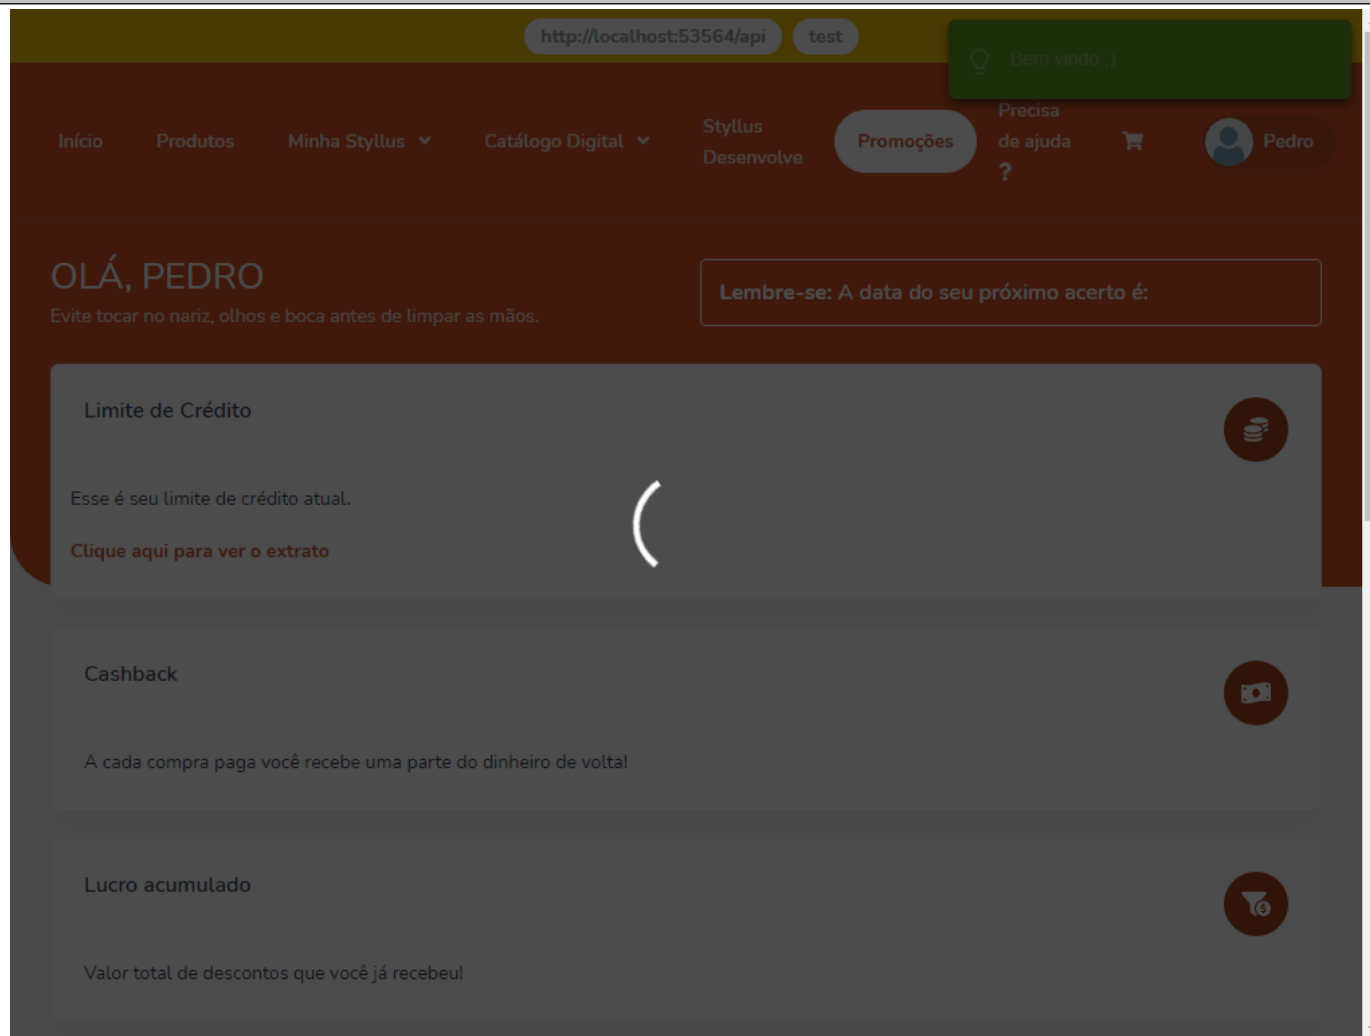 http://localhost:53564/api
test
Bem vindo ;)
Início
Produtos
Minha Styllus
Catálogo Digital
Styllus
Desenvolve
Promoções
Precisa
de ajuda
?
Pedro
OLÁ, PEDRO
Evite tocar no nariz, olhos e boca antes de limpar as mãos.
Lembre-se: A data do seu próximo acerto é:
Limite de Crédito
Esse é seu limite de crédito atual.
Clique aqui para ver o extrato
Cashback
A cada compra paga você recebe uma parte do dinheiro de volta!
Lucro acumulado
Valor total de descontos que você já recebeu!